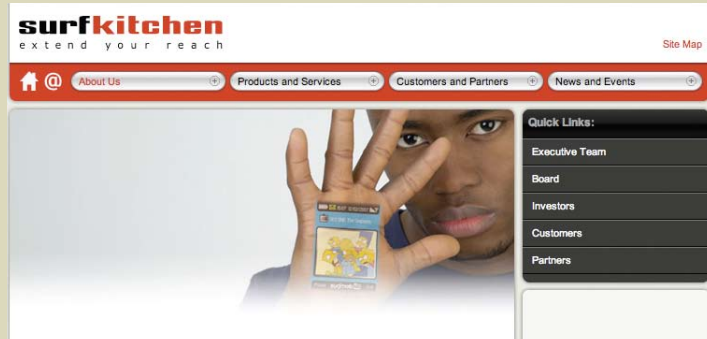 surfkitchen
extend your reach
Site Map
@
About Us
Products and Services
Customers and Partners
News and Events
Quick Links:
Executive Team
Board
Investors
Customers
Partners